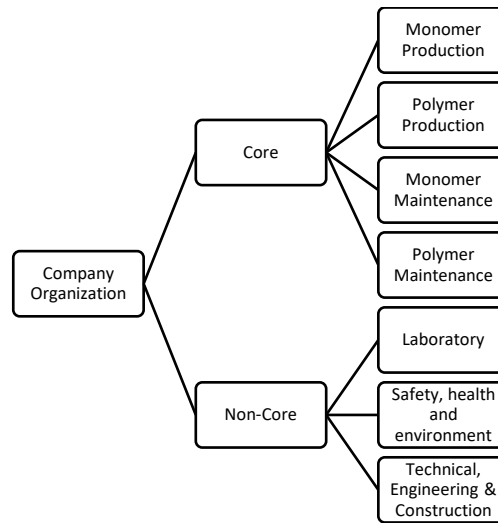 Monomer
Production
Polymer
Production
Core
Monomer
Maintenance
Polymer
Maintenance
Company
Organization
Laboratory
Non-Core
Safety, health
and
environment
Technical,
Engineering &
Construction